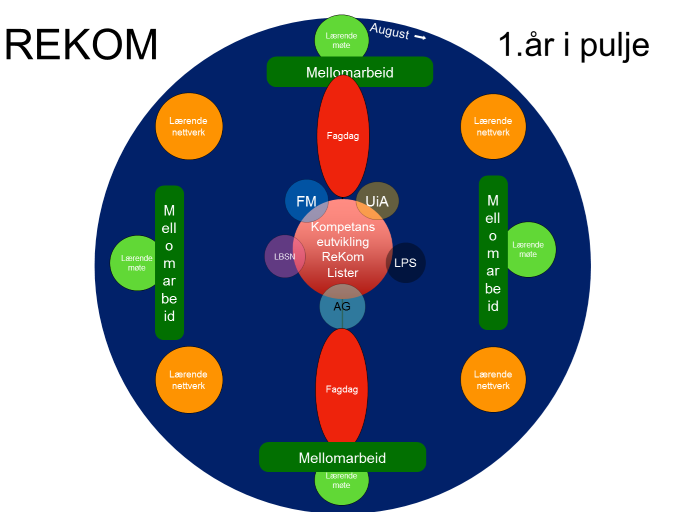 REKOM
1.år i pulje
August →
Lærende
møte
Mellomarbeid
Fagdag
Lærende
nettverk
Lærende
nettverk
FM
UiA
Kompetans
eutvikling
ReKom
Lister
LBSN
LPS
AG
M
ell
o
m
ar
be
id
Lærende
møte
M
ell
o
m
ar
be
id
Lærende
møte
Lærende
nettverk
Lærende
nettverk
Fagdag
Mellomarbeid
Lærende
møte